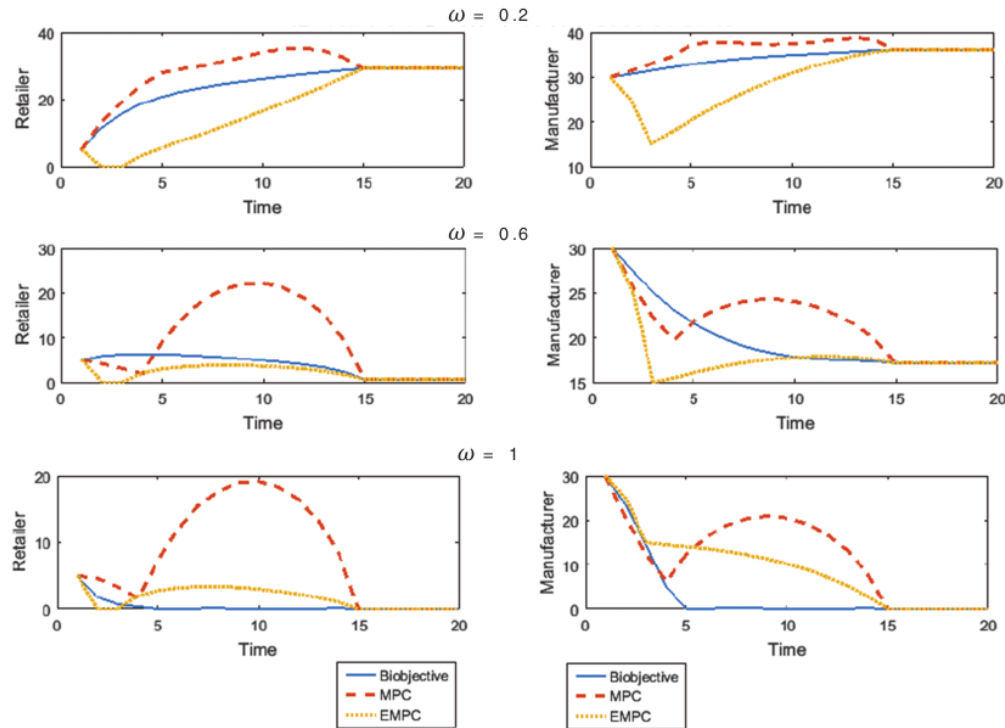 ω = 0.2
40
20
0
Retailer
0 5 10 15 20
Time
40
30
20
10
Manufacturer
0 5 10 15 20
Time
ω = 0.6
30
20
10
0
Retailer
0 5 10 15 20
Time
30
25
20
15
Manufacturer
0 5 10 15 20
Time
ω = 1
20
10
0
Retailer
0 5 10 15 20
Time
30
20
10
0
Manufacturer
0 5 10 15 20
Time
Biobjective
MPC
EMPC
Biobjective
MPC
EMPC